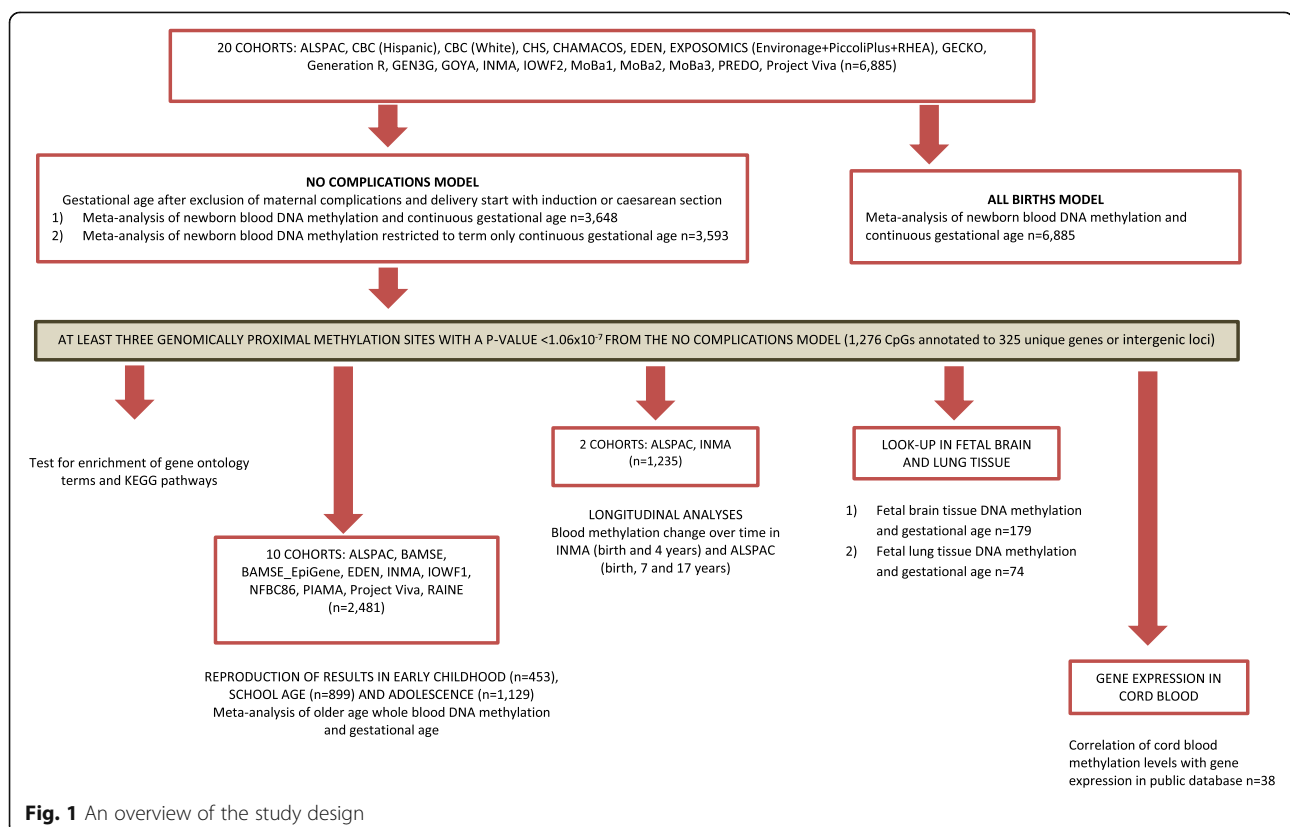 20 COHORTS: ALSPAC, CBC (Hispanic), CBC (White), CHS, CHAMACOS, EDEN, EXPOSOMICS (Environage+PiccoliPlus+RHEA), GECKO,
Generation R, GEN3G, GOYA, INMA, IOWF2, MoBa1, MoBa2, MoBa3, PREDO, Project Viva (n=6,885)
NO COMPLICATIONS MODEL
Gestational age after exclusion of maternal complications and delivery start with induction or caesarean section
1) Meta-analysis of newborn blood DNA methylation and continuous gestational age n=3,648
2) Meta-analysis of newborn blood DNA methylation restricted to term only continuous gestational age n=3,593
ALL BIRTHS MODEL
Meta-analysis of newborn blood DNA methylation and
continuous gestational age n=6,885
AT LEAST THREE GENOMICALLY PROXIMAL METHYLATION SITES WITH A P-VALUE <1.06x10⁻⁷ FROM THE NO COMPLICATIONS MODEL (1,276 CpGs annotated to 325 unique genes or intergenic loci)
Test for enrichment of gene ontology
terms and KEGG pathways
10 COHORTS: ALSPAC, BAMSE,
BAMSE_EpiGene, EDEN, INMA, IOWF1,
NFBC86, PIAMA, Project Viva, RAINE
(n=2,481)
REPRODUCTION OF RESULTS IN EARLY CHILDHOOD (n=453),
SCHOOL AGE (n=899) AND ADOLESCENCE (n=1,129)
Meta-analysis of older age whole blood DNA methylation
and gestational age
2 COHORTS: ALSPAC, INMA
(n=1,235)
LONGITUDINAL ANALYSES
Blood methylation change over time in
INMA (birth and 4 years) and ALSPAC
(birth, 7 and 17 years)
LOOK-UP IN FETAL BRAIN
AND LUNG TISSUE
1) Fetal brain tissue DNA methylation
and gestational age n=179
2) Fetal lung tissue DNA methylation
and gestational age n=74
GENE EXPRESSION IN
CORD BLOOD
Correlation of cord blood
methylation levels with gene
expression in public database n=38
Fig. 1 An overview of the study design